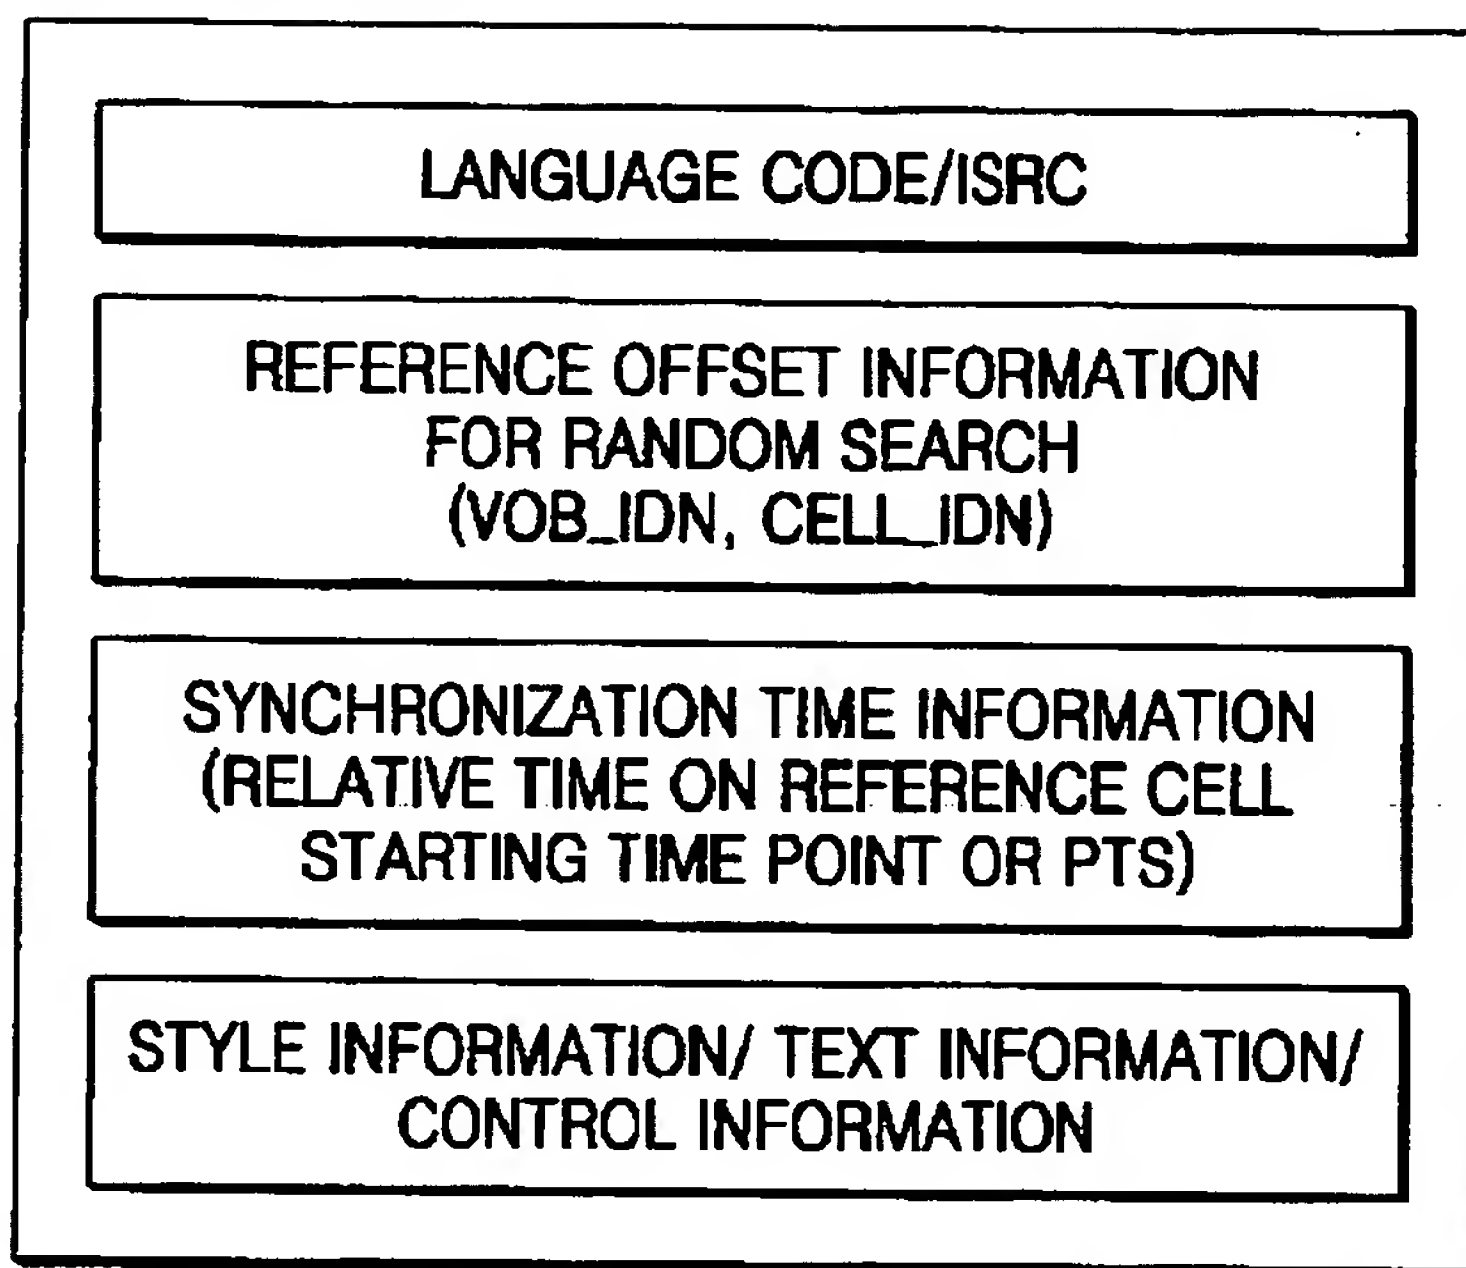 LANGUAGE CODE/ISRC
REFERENCE OFFSET INFORMATION
FOR RANDOM SEARCH
(VOB_IDN, CELL_IDN)
SYNCHRONIZATION TIME INFORMATION
(RELATIVE TIME ON REFERENCE CELL
STARTING TIME POINT OR PTS)
STYLE INFORMATION/ TEXT INFORMATION/
CONTROL INFORMATION